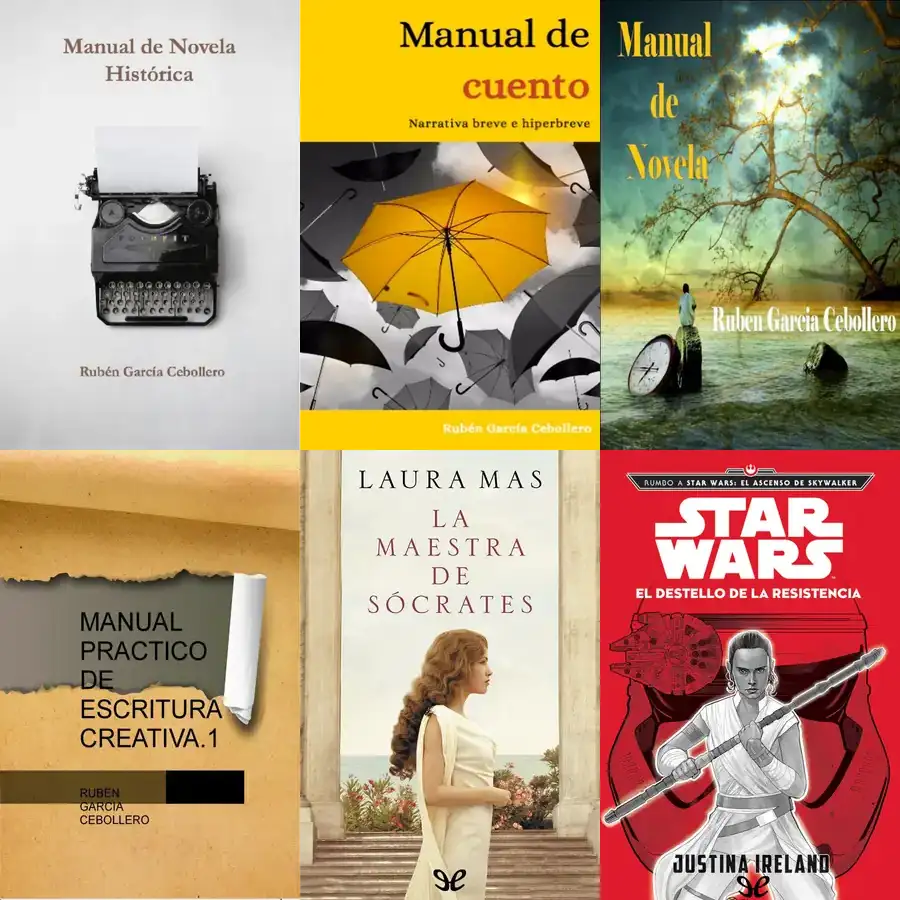 Manual de Novela
Histórica
Rubén García Cebollero
Manual de
cuento
Narrativa breve e hiperbreve
Rubén García Cebollero
Manual
de
Novela
Ruben Garcia Cebollero
MANUAL
PRACTICO
DE
ESCRITURA
CREATIVA.1
RUBÉN
GARCÍA
CEBOLLERO
LAURA MAS
LA
MAESTRA
DE
SÓCRATES
RUMBO A STAR WARS: EL ASCENSO DE SKYWALKER
STAR
WARS
EL DESTELLO DE LA RESISTENCIA
JUSTINA IRELAND